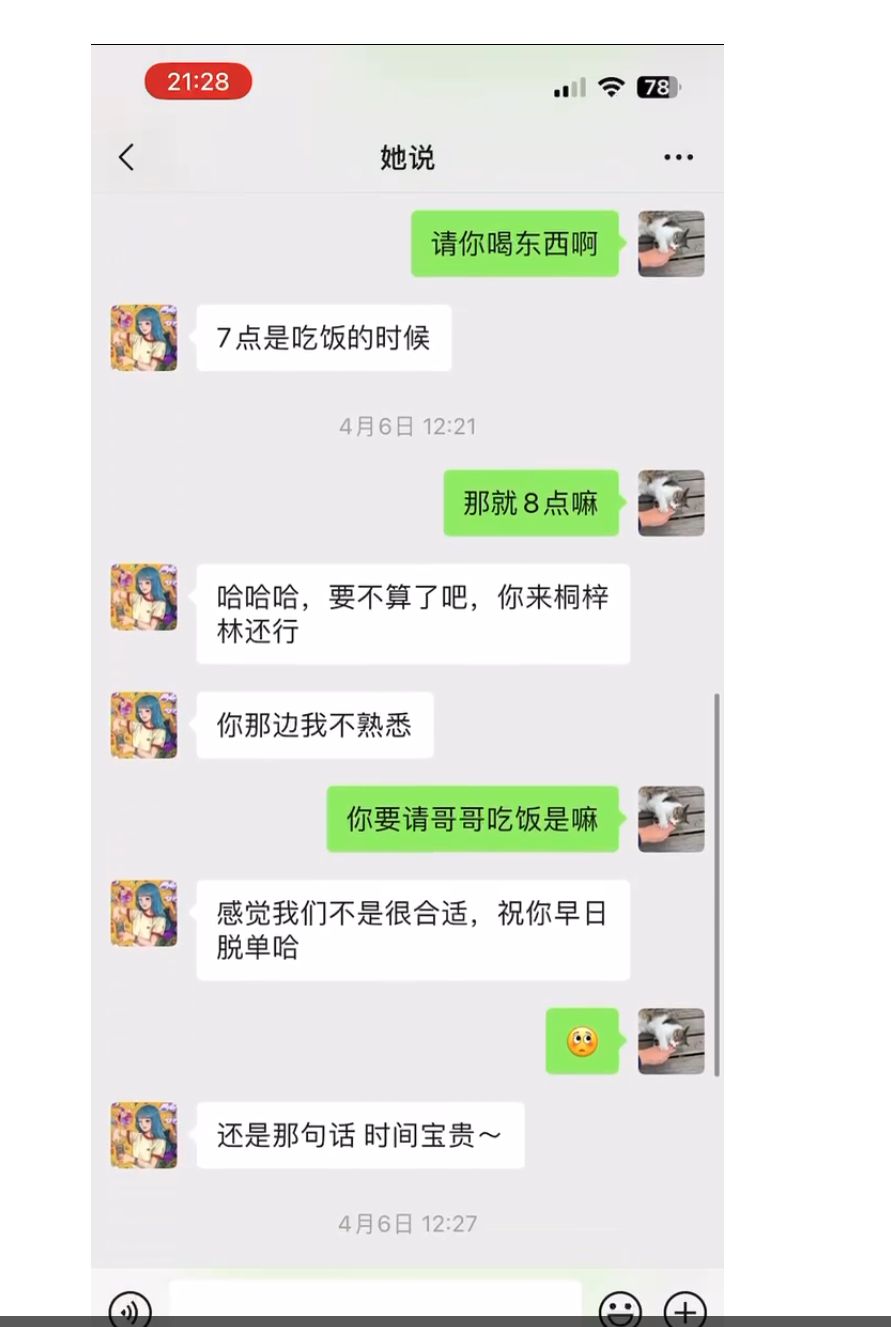 21:28
78
她说
请你喝东西啊
7点是吃饭的时候
4月6日 12:21
那就8点嘛
哈哈哈，要不算了吧，你来桐梓
林还行
你那边我不熟悉
你要请哥哥吃饭是嘛
感觉我们不是很合适，祝你早日
脱单哈
还是那句话 时间宝贵～
4月6日 12:27